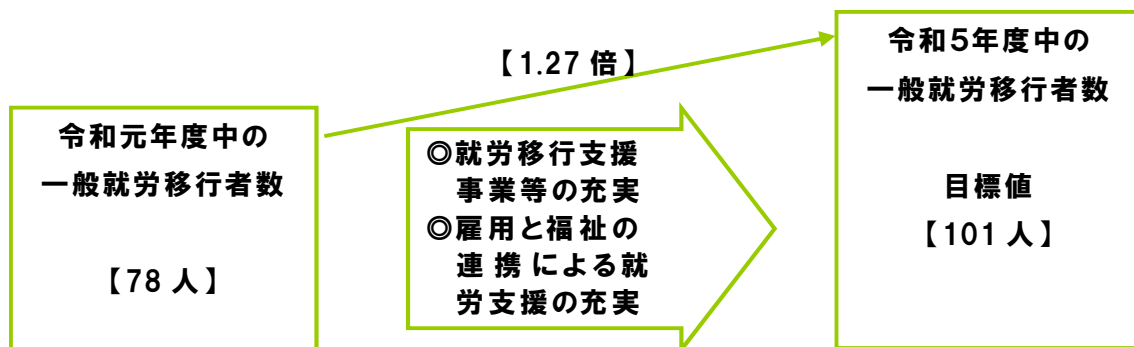 令和元年度中の
一般就労移行者数
【78 人】
【1.27 倍】
◎就労移行支援
事業等の充実
◎雇用と福祉の
連携による就
労支援の充実
令和5年度中の
一般就労移行者数
目標値
【101 人】